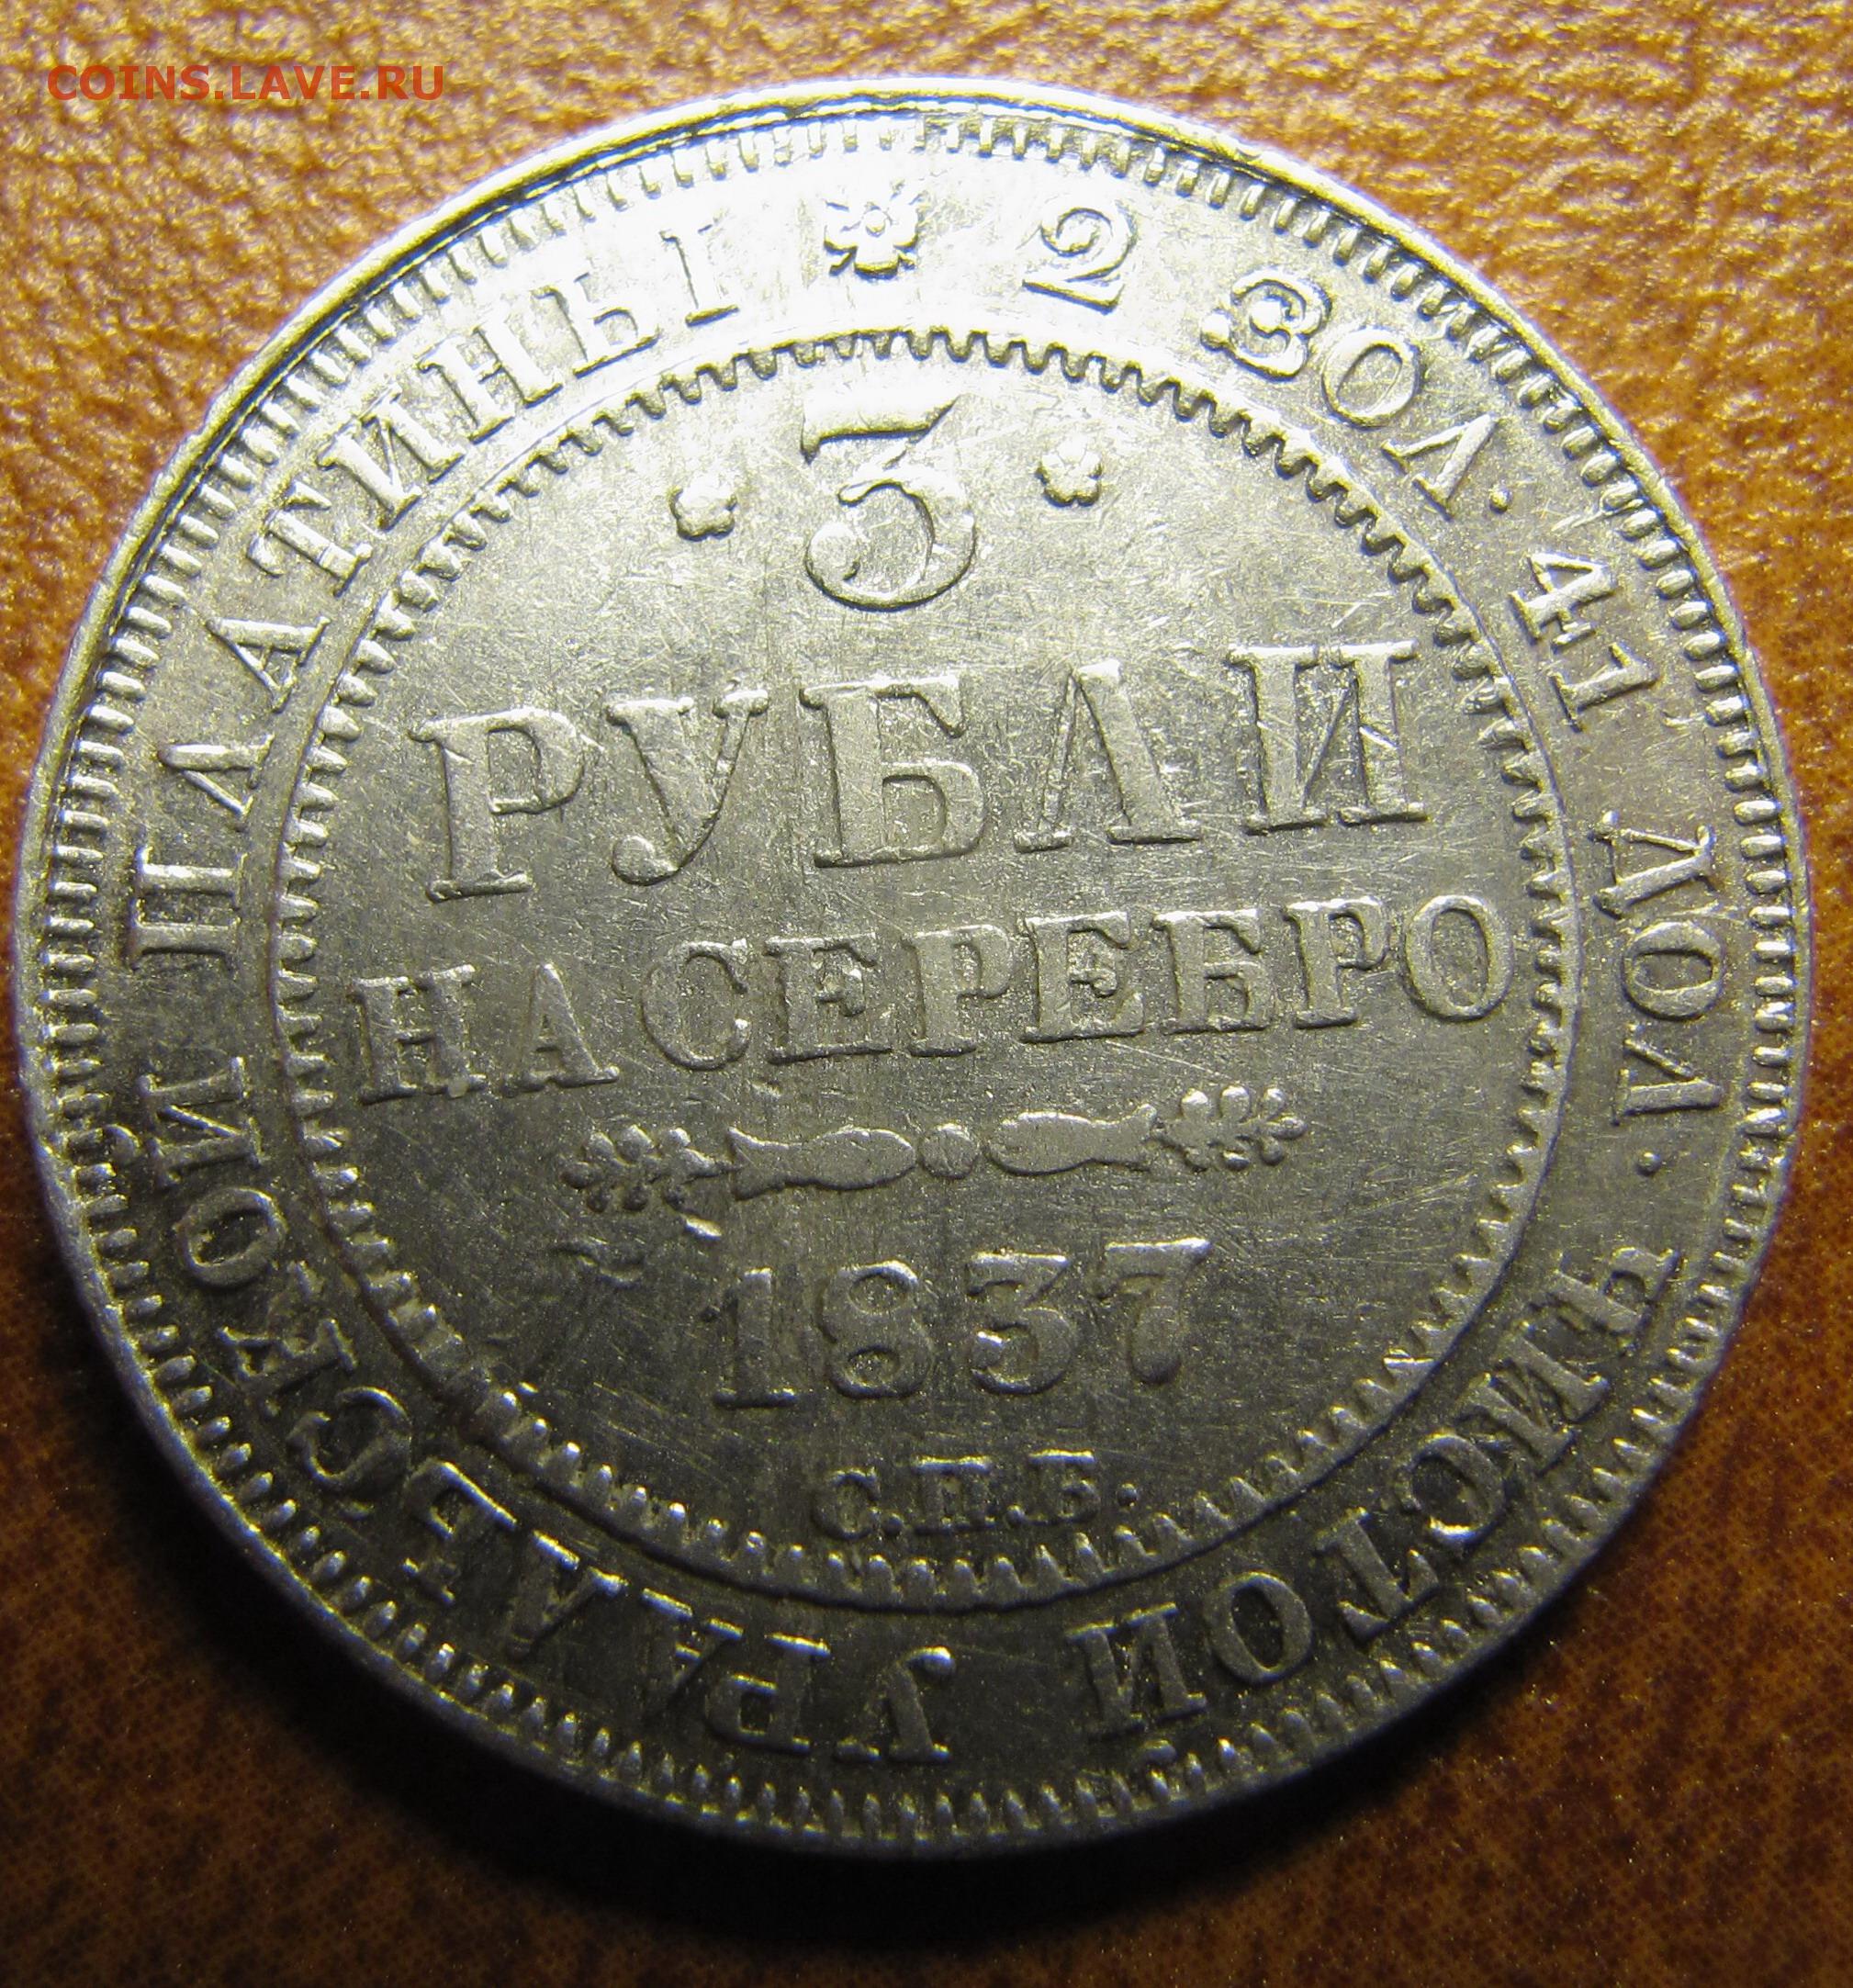 COINS.LAVE.RU
* 2 ЗОЛ. 41 ДОЛ. ЧИСТОЙ УРАЛЬСКОЙ ПЛАТИНЫ
3
РУБЛИ
НА СЕРЕБРО
1837
С.П.Б.